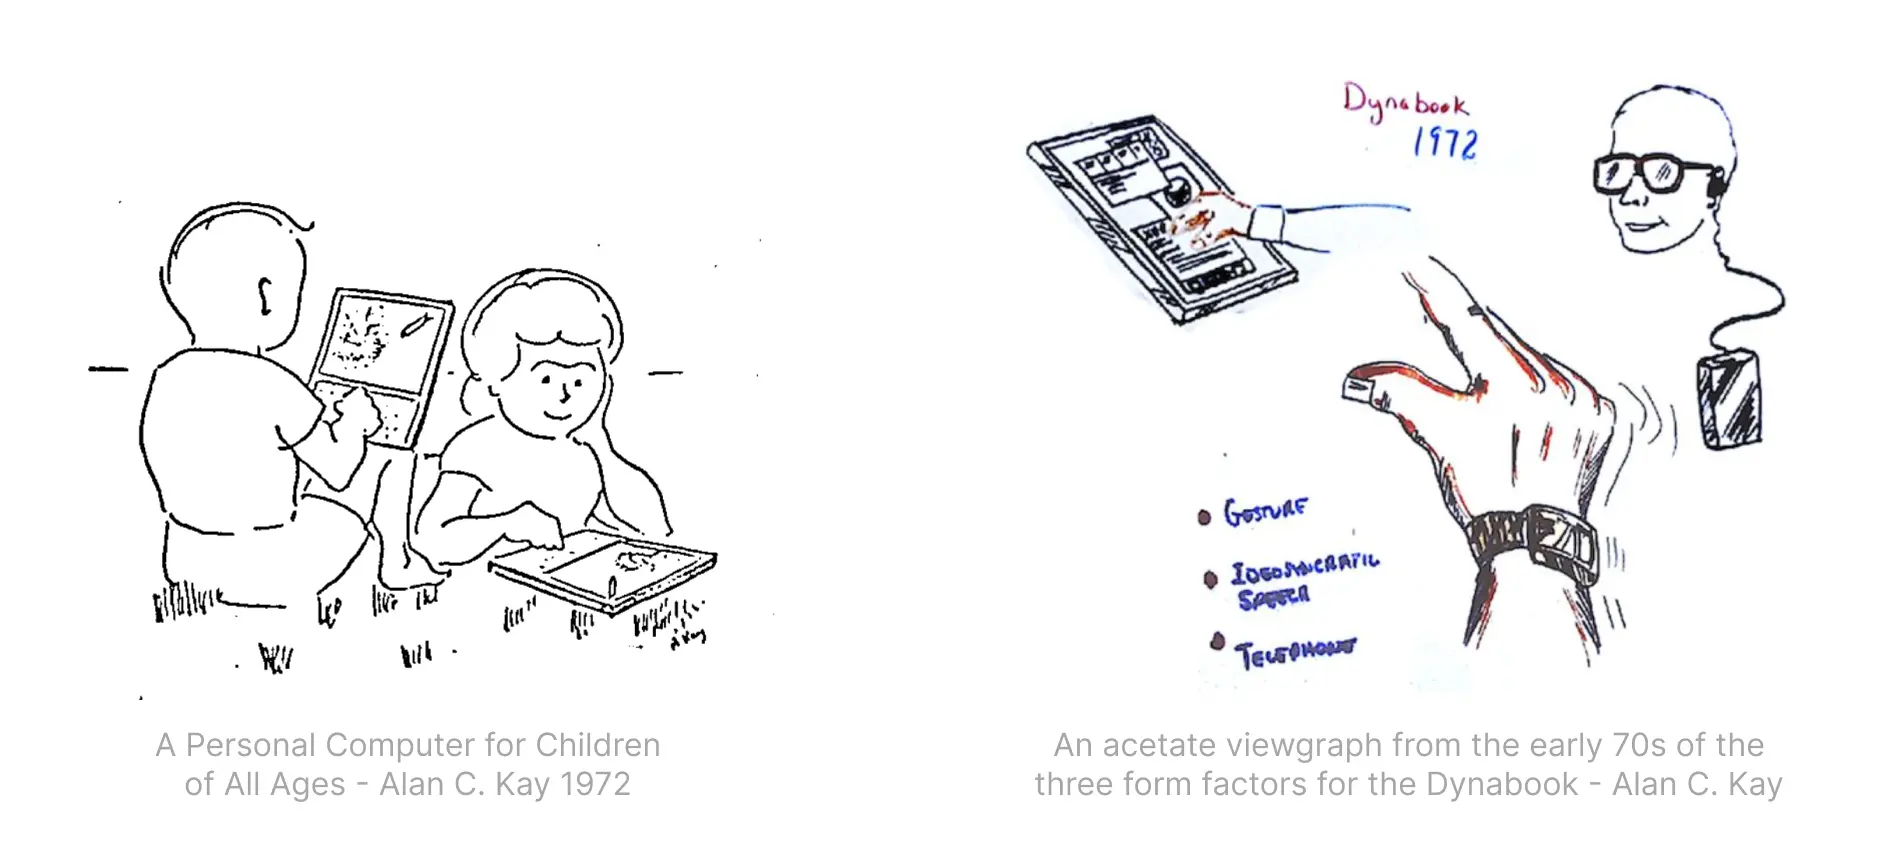 Dynabook
1972
GESTURE
IDEOSYNCRATIC
SPEECH
TELEPHONE
A Kay
A Personal Computer for Children
of All Ages - Alan C. Kay 1972
An acetate viewgraph from the early 70s of the
three form factors for the Dynabook - Alan C. Kay